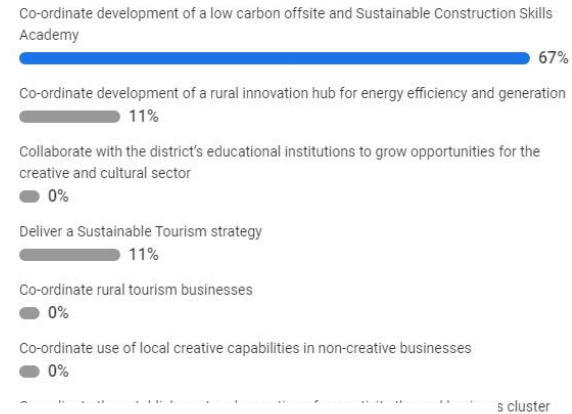 Co-ordinate development of a low carbon offsite and Sustainable Construction Skills
Academy
67%
Co-ordinate development of a rural innovation hub for energy efficiency and generation
11%
Collaborate with the district's educational institutions to grow opportunities for the
creative and cultural sector
0%
Deliver a Sustainable Tourism strategy
11%
Co-ordinate rural tourism businesses
0%
Co-ordinate use of local creative capabilities in non-creative businesses
0%
s cluster